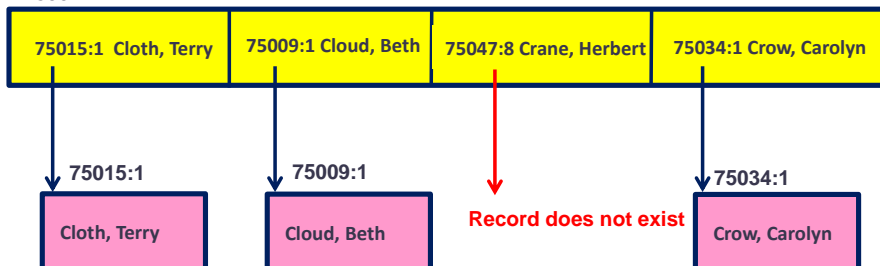 75015:1 Cloth, Terry
75009:1 Cloud, Beth
75047:8 Crane, Herbert
75034:1 Crow, Carolyn
75015:1
75009:1
75034:1
Record does not exist
Cloth, Terry
Cloud, Beth
Crow, Carolyn